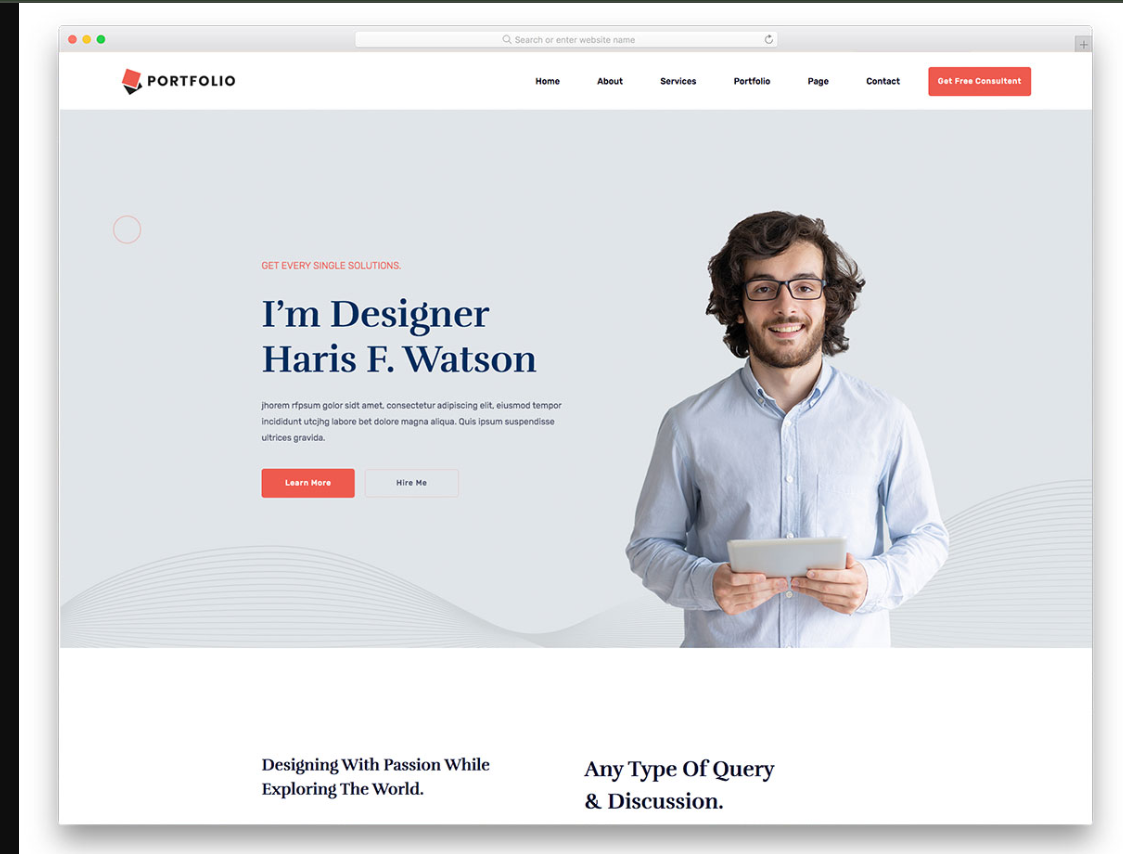 Search or enter website name
PORTFOLIO
Home About Services Portfolio Page Contact Get Free Consultent
GET EVERY SINGLE SOLUTIONS.
I'm Designer
Haris F. Watson
jhorem rfpsum golor sidt amet, consectetur adipiscing elit, eiusmod tempor
incididunt utcjhg labore bet dolore magna aliqua. Quis ipsum suspendisse
ultrices gravida.
Learn More Hire Me
Designing With Passion While
Exploring The World.
Any Type Of Query
& Discussion.